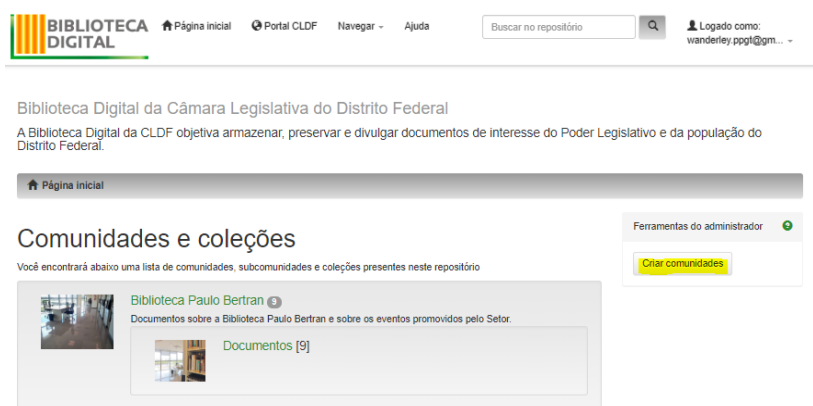 BIBLIOTECA
DIGITAL
Página inicial
Portal CLDF
Navegar
Ajuda
Buscar no repositório
Logado como:
wanderley.ppgt@gm...
Biblioteca Digital da Câmara Legislativa do Distrito Federal
A Biblioteca Digital da CLDF objetiva armazenar, preservar e divulgar documentos de interesse do Poder Legislativo e da população do
Distrito Federal.
Página inicial
Comunidades e coleções
Você encontrará abaixo uma lista de comunidades, subcomunidades e coleções presentes neste repositório
Biblioteca Paulo Bertran 9
Documentos sobre a Biblioteca Paulo Bertran e sobre os eventos promovidos pelo Setor.
Documentos [9]
Ferramentas do administrador ?
Criar comunidades